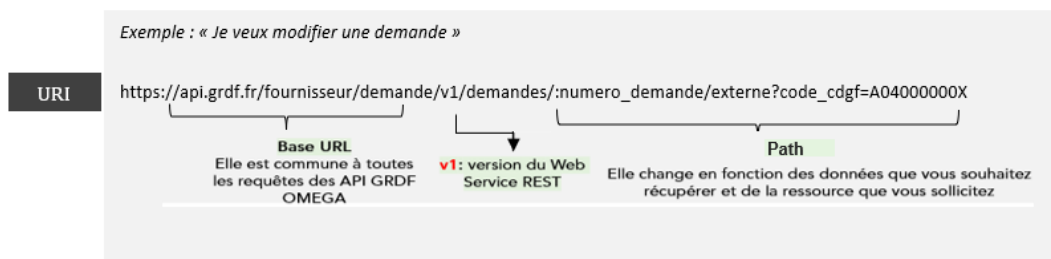 Exemple : « Je veux modifier une demande »
URI
https://api.grdf.fr/fournisseur/demande/v1/demandes/:numero_demande/externe?code_cdgf=A04000000X
Base URL
Elle est commune à toutes
les requêtes des API GRDF
OMEGA
v1: version du Web
Service REST
Path
Elle change en fonction des données que vous souhaitez
récupérer et de la ressource que vous sollicitez